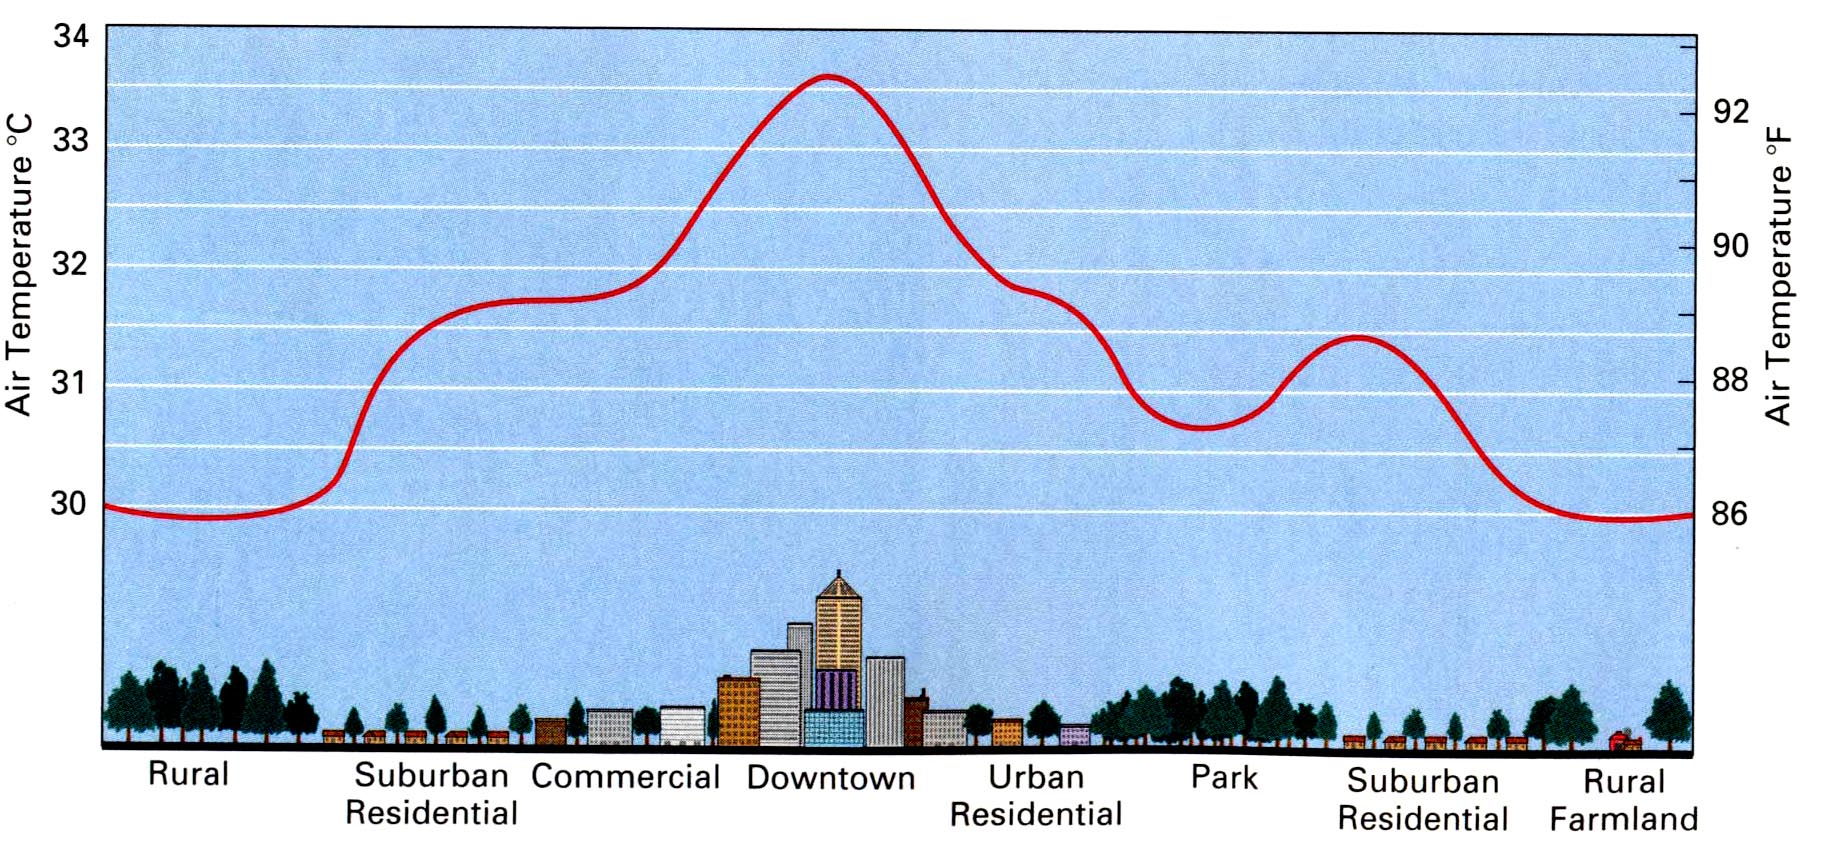 Air Temperature °C
34
33
32
31
30
92
90
88
86
Air Temperature °F
Rural
Suburban
Residential
Commercial
Downtown
Urban
Residential
Park
Suburban
Residential
Rural
Farmland